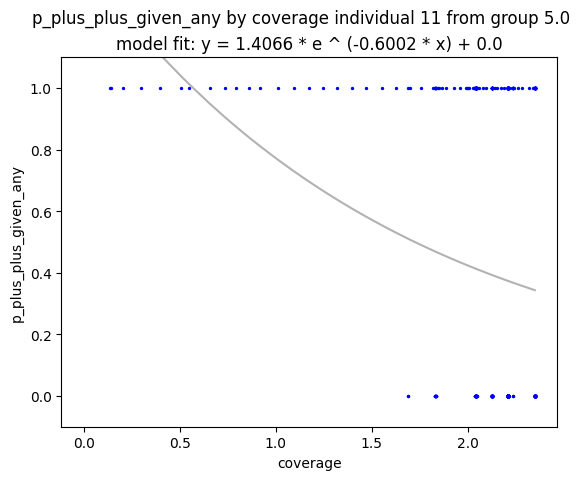 p_plus_plus_given_any by coverage individual 11 from group 5.0
model fit: y = 1.4066 * e ^ (-0.6002 * x) + 0.0
1.0
0.8
0.6
0.4
0.2
0.0
p_plus_plus_given_any
0.0 0.5 1.0 1.5 2.0
coverage